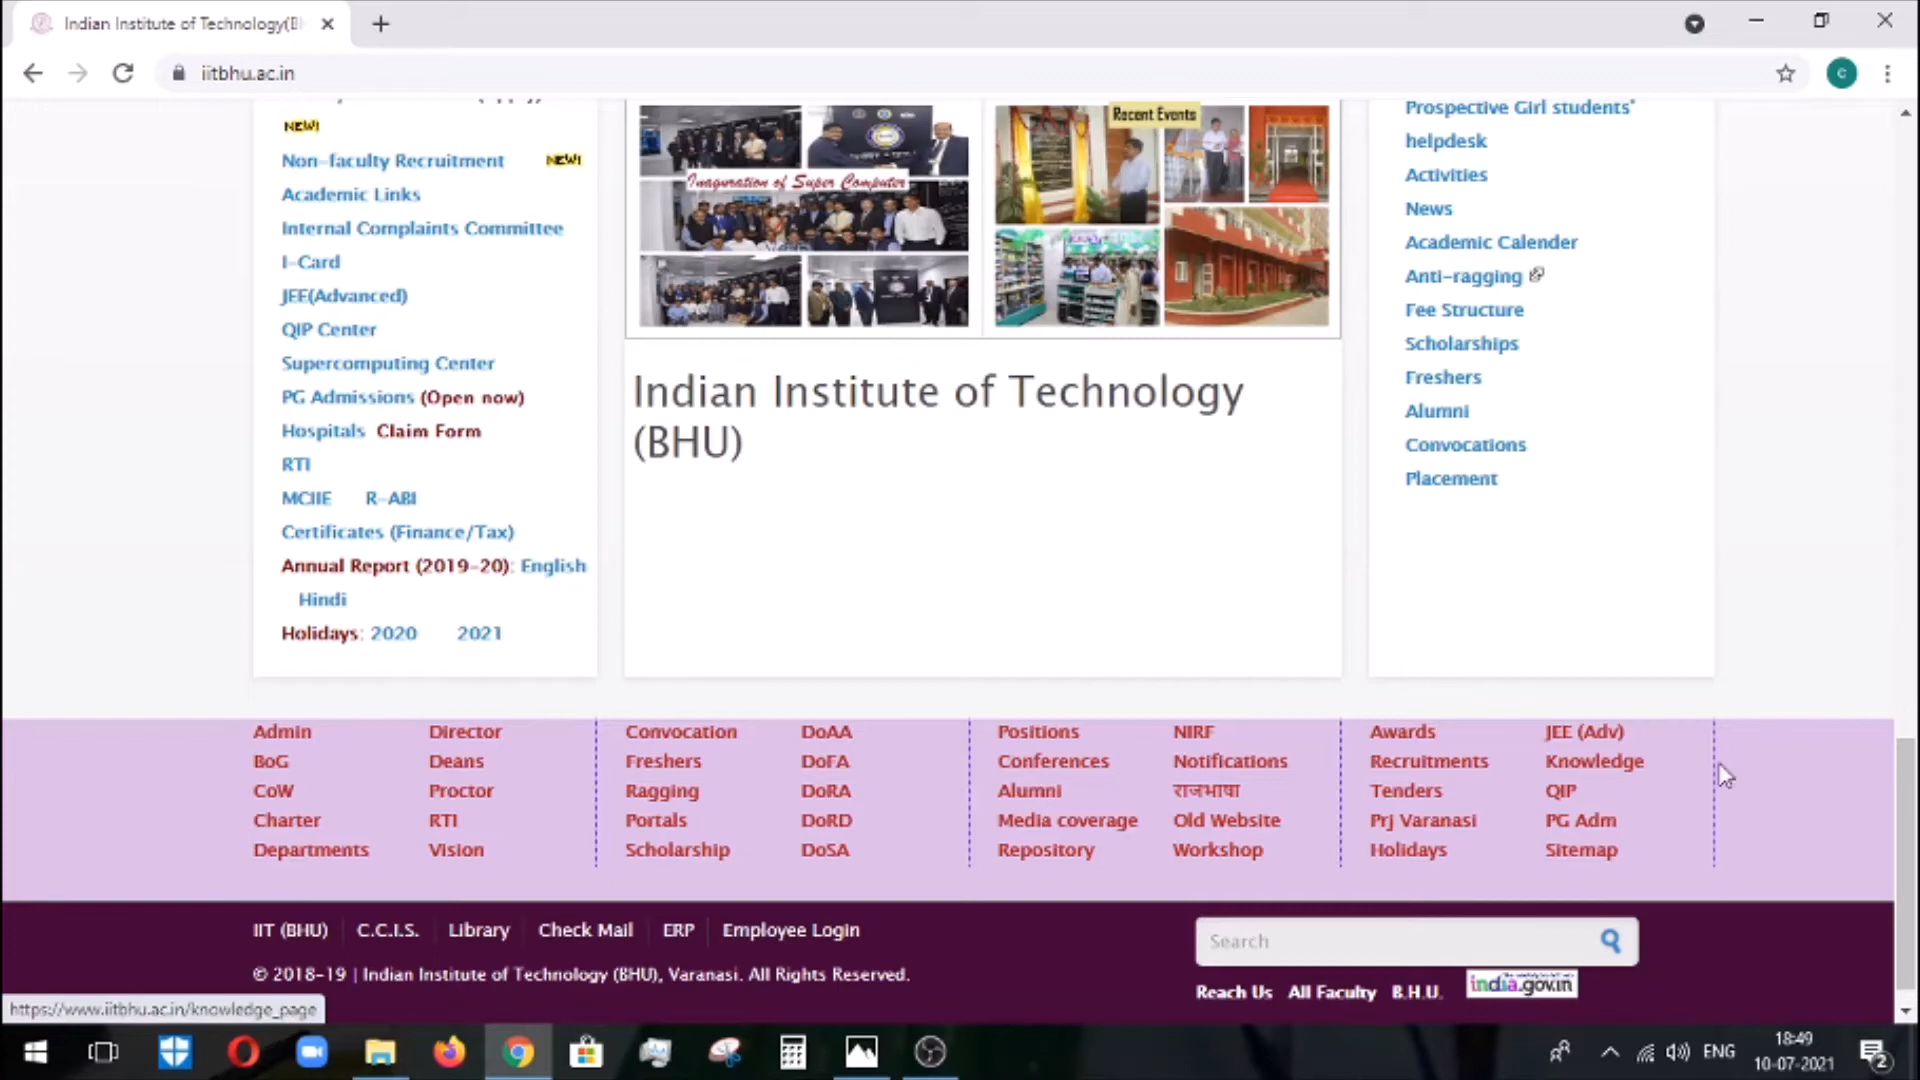 Indian Institute of Technology(B
iitbhu.ac.in
C
NEW!
Non-faculty Recruitment NEW!
Academic Links
Internal Complaints Committee
I-Card
JEE(Advanced)
QIP Center
Supercomputing Center
PG Admissions (Open now)
Hospitals Claim Form
RTI
MCIIE R-ABI
Certificates (Finance/Tax)
Annual Report (2019-20): English
Hindi
Holidays: 2020 2021
Inaguration of Super Computer
Recent Events
Indian Institute of Technology
(BHU)
Prospective Girl students'
helpdesk
Activities
News
Academic Calender
Anti-ragging
Fee Structure
Scholarships
Freshers
Alumni
Convocations
Placement
Admin Director Convocation DoAA Positions NIRF Awards JEE (Adv)
BoG Deans Freshers DoFA Conferences Notifications Recruitments Knowledge
CoW Proctor Ragging DoRA Alumni राजभाषा Tenders QIP
Charter RTI Portals DoRD Media coverage Old Website Prj Varanasi PG Adm
Departments Vision Scholarship DoSA Repository Workshop Holidays Sitemap
IIT (BHU) C.C.I.S. Library Check Mail ERP Employee Login
Search
© 2018-19 | Indian Institute of Technology (BHU), Varanasi. All Rights Reserved.
Reach Us All Faculty B.H.U. india.gov.in
https://www.iitbhu.ac.in/knowledge_page
ENG
18:49
10-07-2021
2